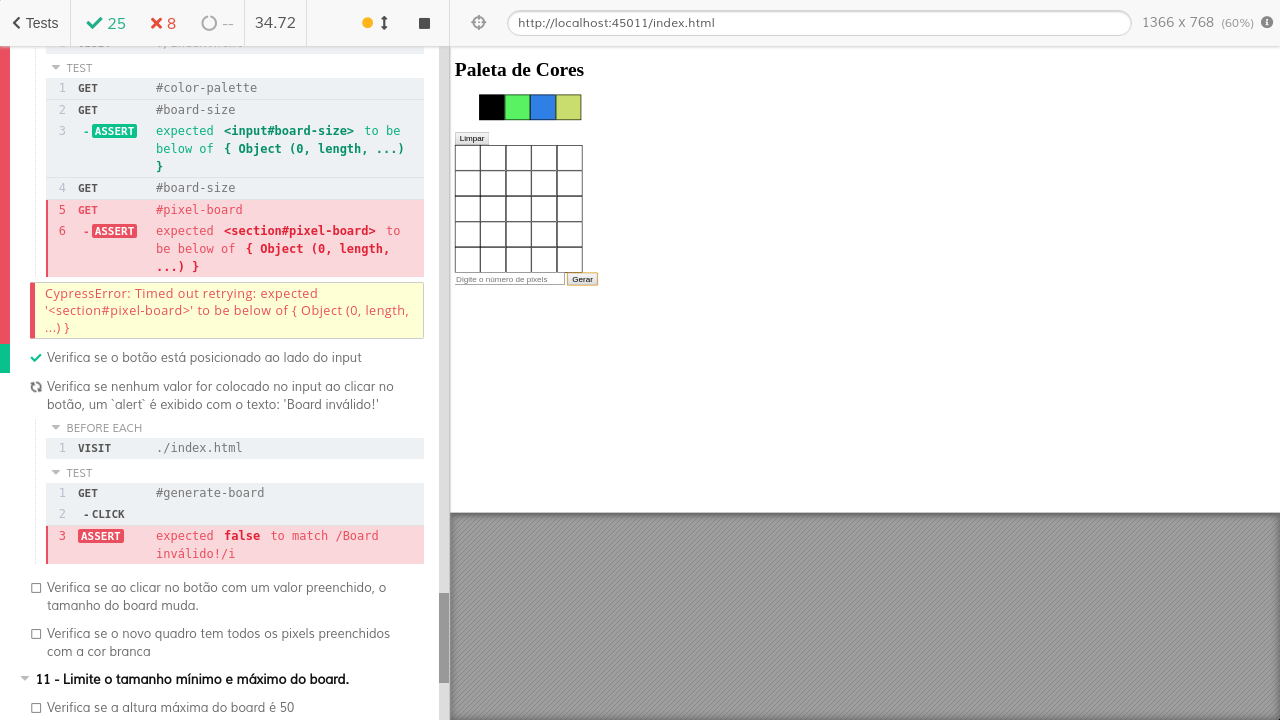 Tests 25 8 -- 34.72
http://localhost:45011/index.html 1366 x 768 (60%)
TEST
1 GET #color-palette
2 GET #board-size
3 -ASSERT expected <input#board-size> to be
below of { Object (0, length, ...)
}
4 GET #board-size
5 GET #pixel-board
6 -ASSERT expected <section#pixel-board> to
be below of { Object (0, length,
...) }
CypressError: Timed out retrying: expected
'<section#pixel-board>' to be below of { Object (0, length,
...) }
Verifica se o botão está posicionado ao lado do input
Verifica se nenhum valor for colocado no input ao clicar no
botão, um `alert` é exibido com o texto: 'Board inválido!'
BEFORE EACH
1 VISIT ./index.html
TEST
1 GET #generate-board
2 -CLICK
3 ASSERT expected false to match /Board
inválido!/i
Verifica se ao clicar no botão com um valor preenchido, o
tamanho do board muda.
Verifica se o novo quadro tem todos os pixels preenchidos
com a cor branca
11 - Limite o tamanho mínimo e máximo do board.
Verifica se a altura máxima do board é 50
Paleta de Cores
Limpar
Digite o número de pixels Gerar